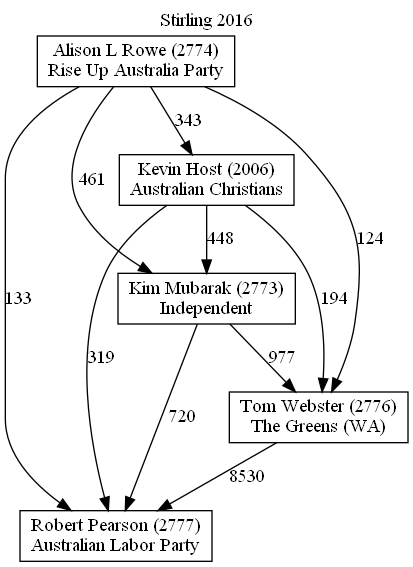 Stirling 2016
Alison L Rowe (2774)
Rise Up Australia Party
343
Kevin Host (2006)
Australian Christians
461
448
124
Kim Mubarak (2773)
Independent
133
319
194
977
720
Tom Webster (2776)
The Greens (WA)
8530
Robert Pearson (2777)
Australian Labor Party